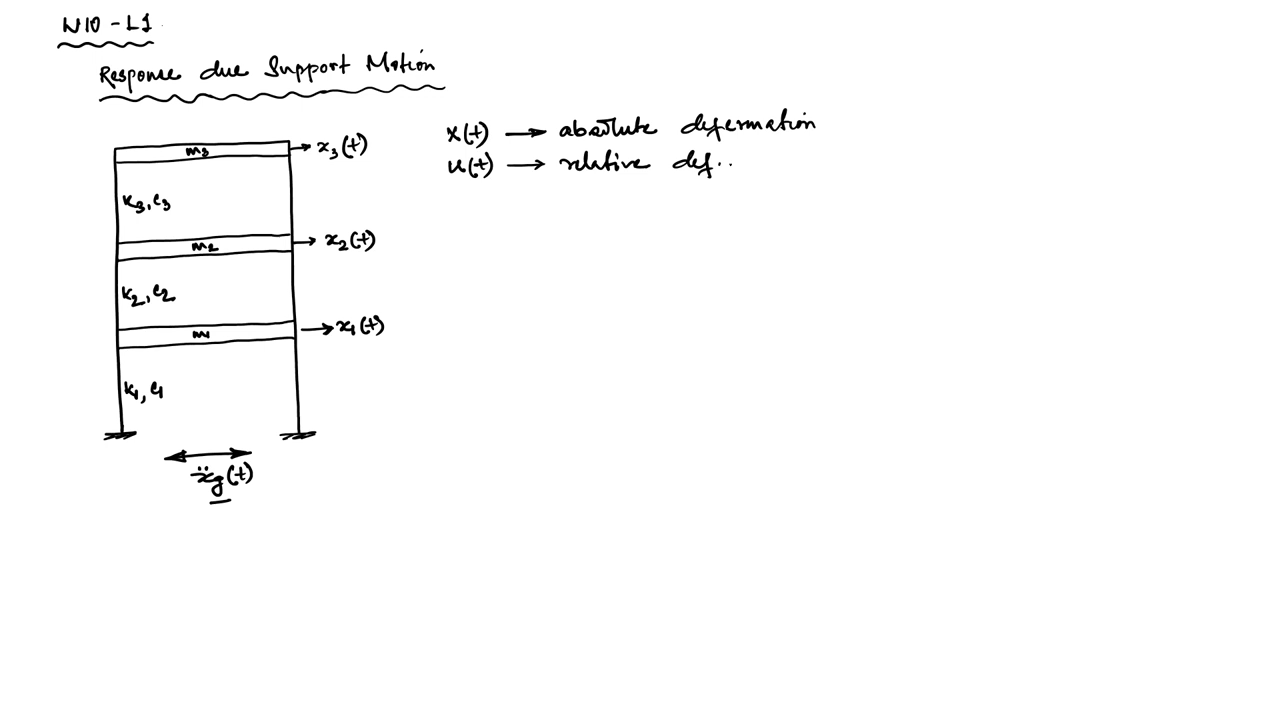 W10 - L1
Response due Support Motion
x(t) → absolute deformation
u(t) → relative def..
m₃
x₃(t)
k₃, c₃
m₂
x₂(t)
k₂, c₂
m₁
x₁(t)
k₁, c₁
ẍg(t)